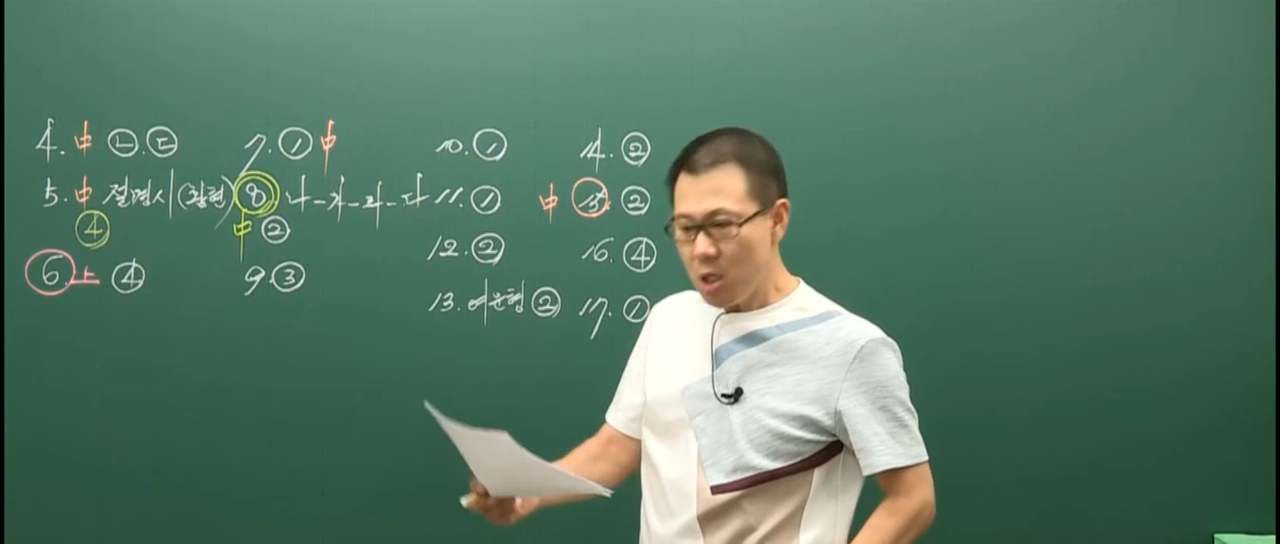 4. 中 ㉡.㉢
5. 中 절명시(황현)
④
6. 上 ④
7. ① 中
8 나-가-라-다
中 ②
9. ③
10. ①
11. ①
12. ②
13. 여운형 ②
14. ②
中 15. ②
16. ④
17. ①